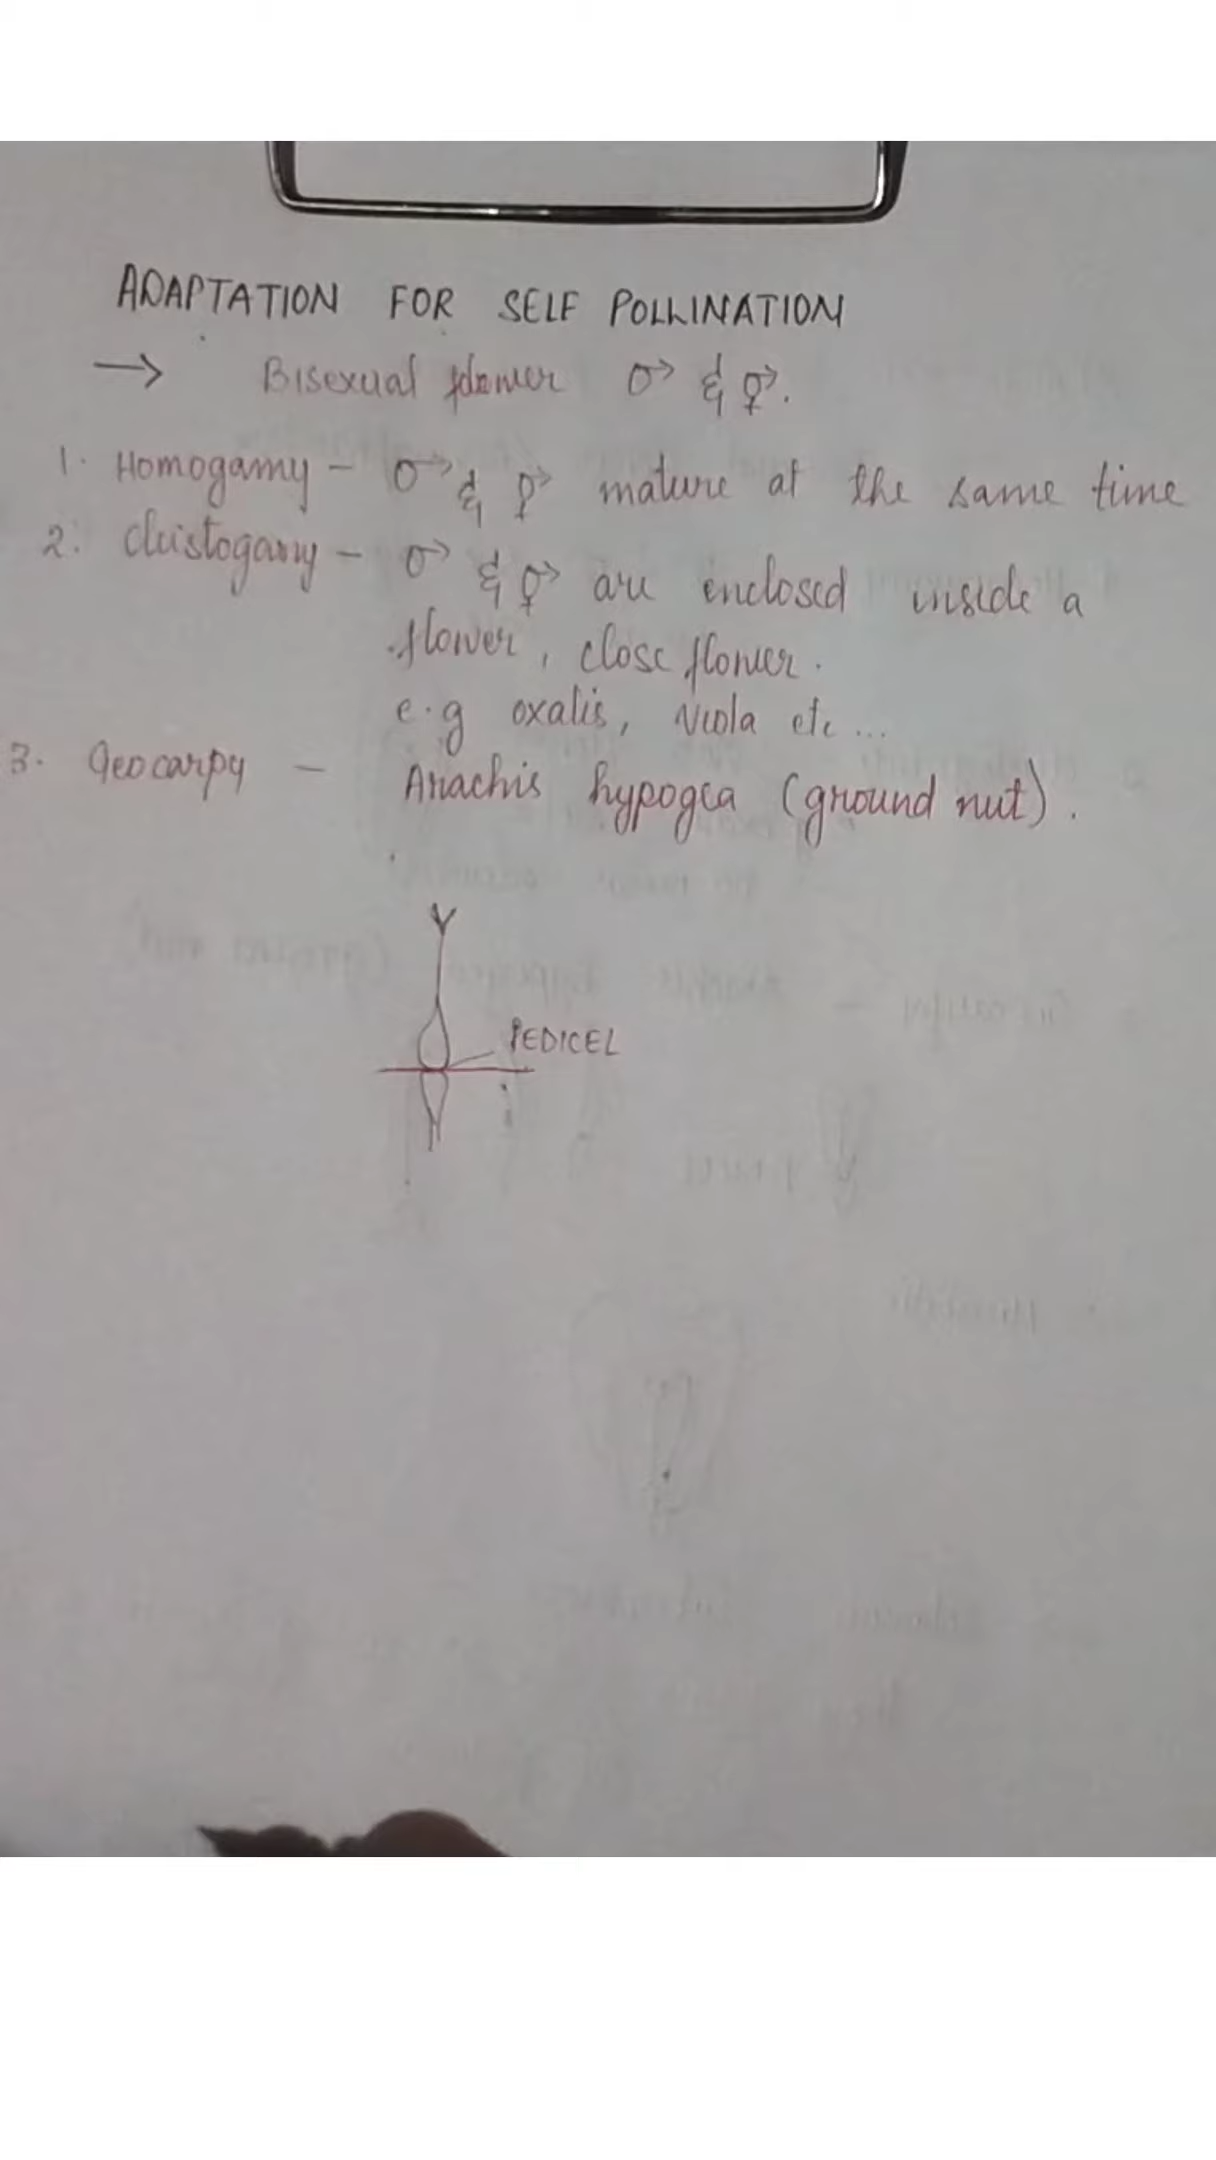 ADAPTATION FOR SELF POLLINATION
→ Bisexual flower ♂ & ⚥.
1. Homogamy - ♂ & ⚥ mature at the same time
2. Cleistogamy - ♂ & ⚥ are enclosed inside a
flower, close flower.
e.g oxalis, Viola etc...
3. Geocarpy - Arachis hypogea (ground nut).
PEDICEL